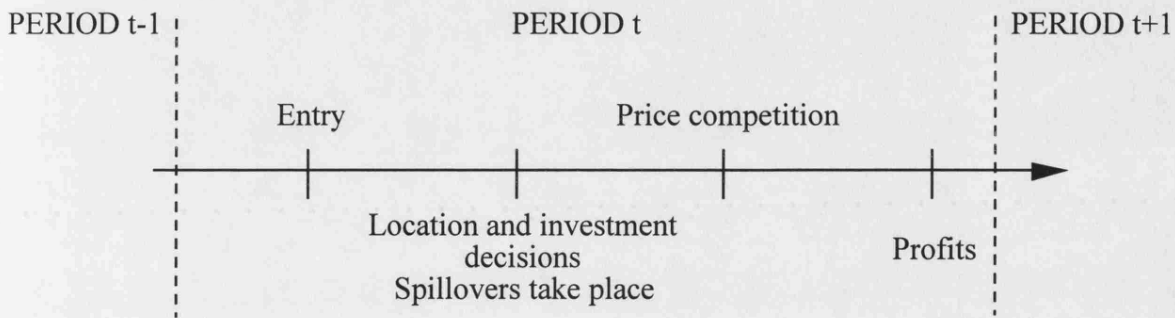 PERIOD t-1
PERIOD t
PERIOD t+1
Entry
Price competition
Location and investment
decisions
Spillovers take place
Profits